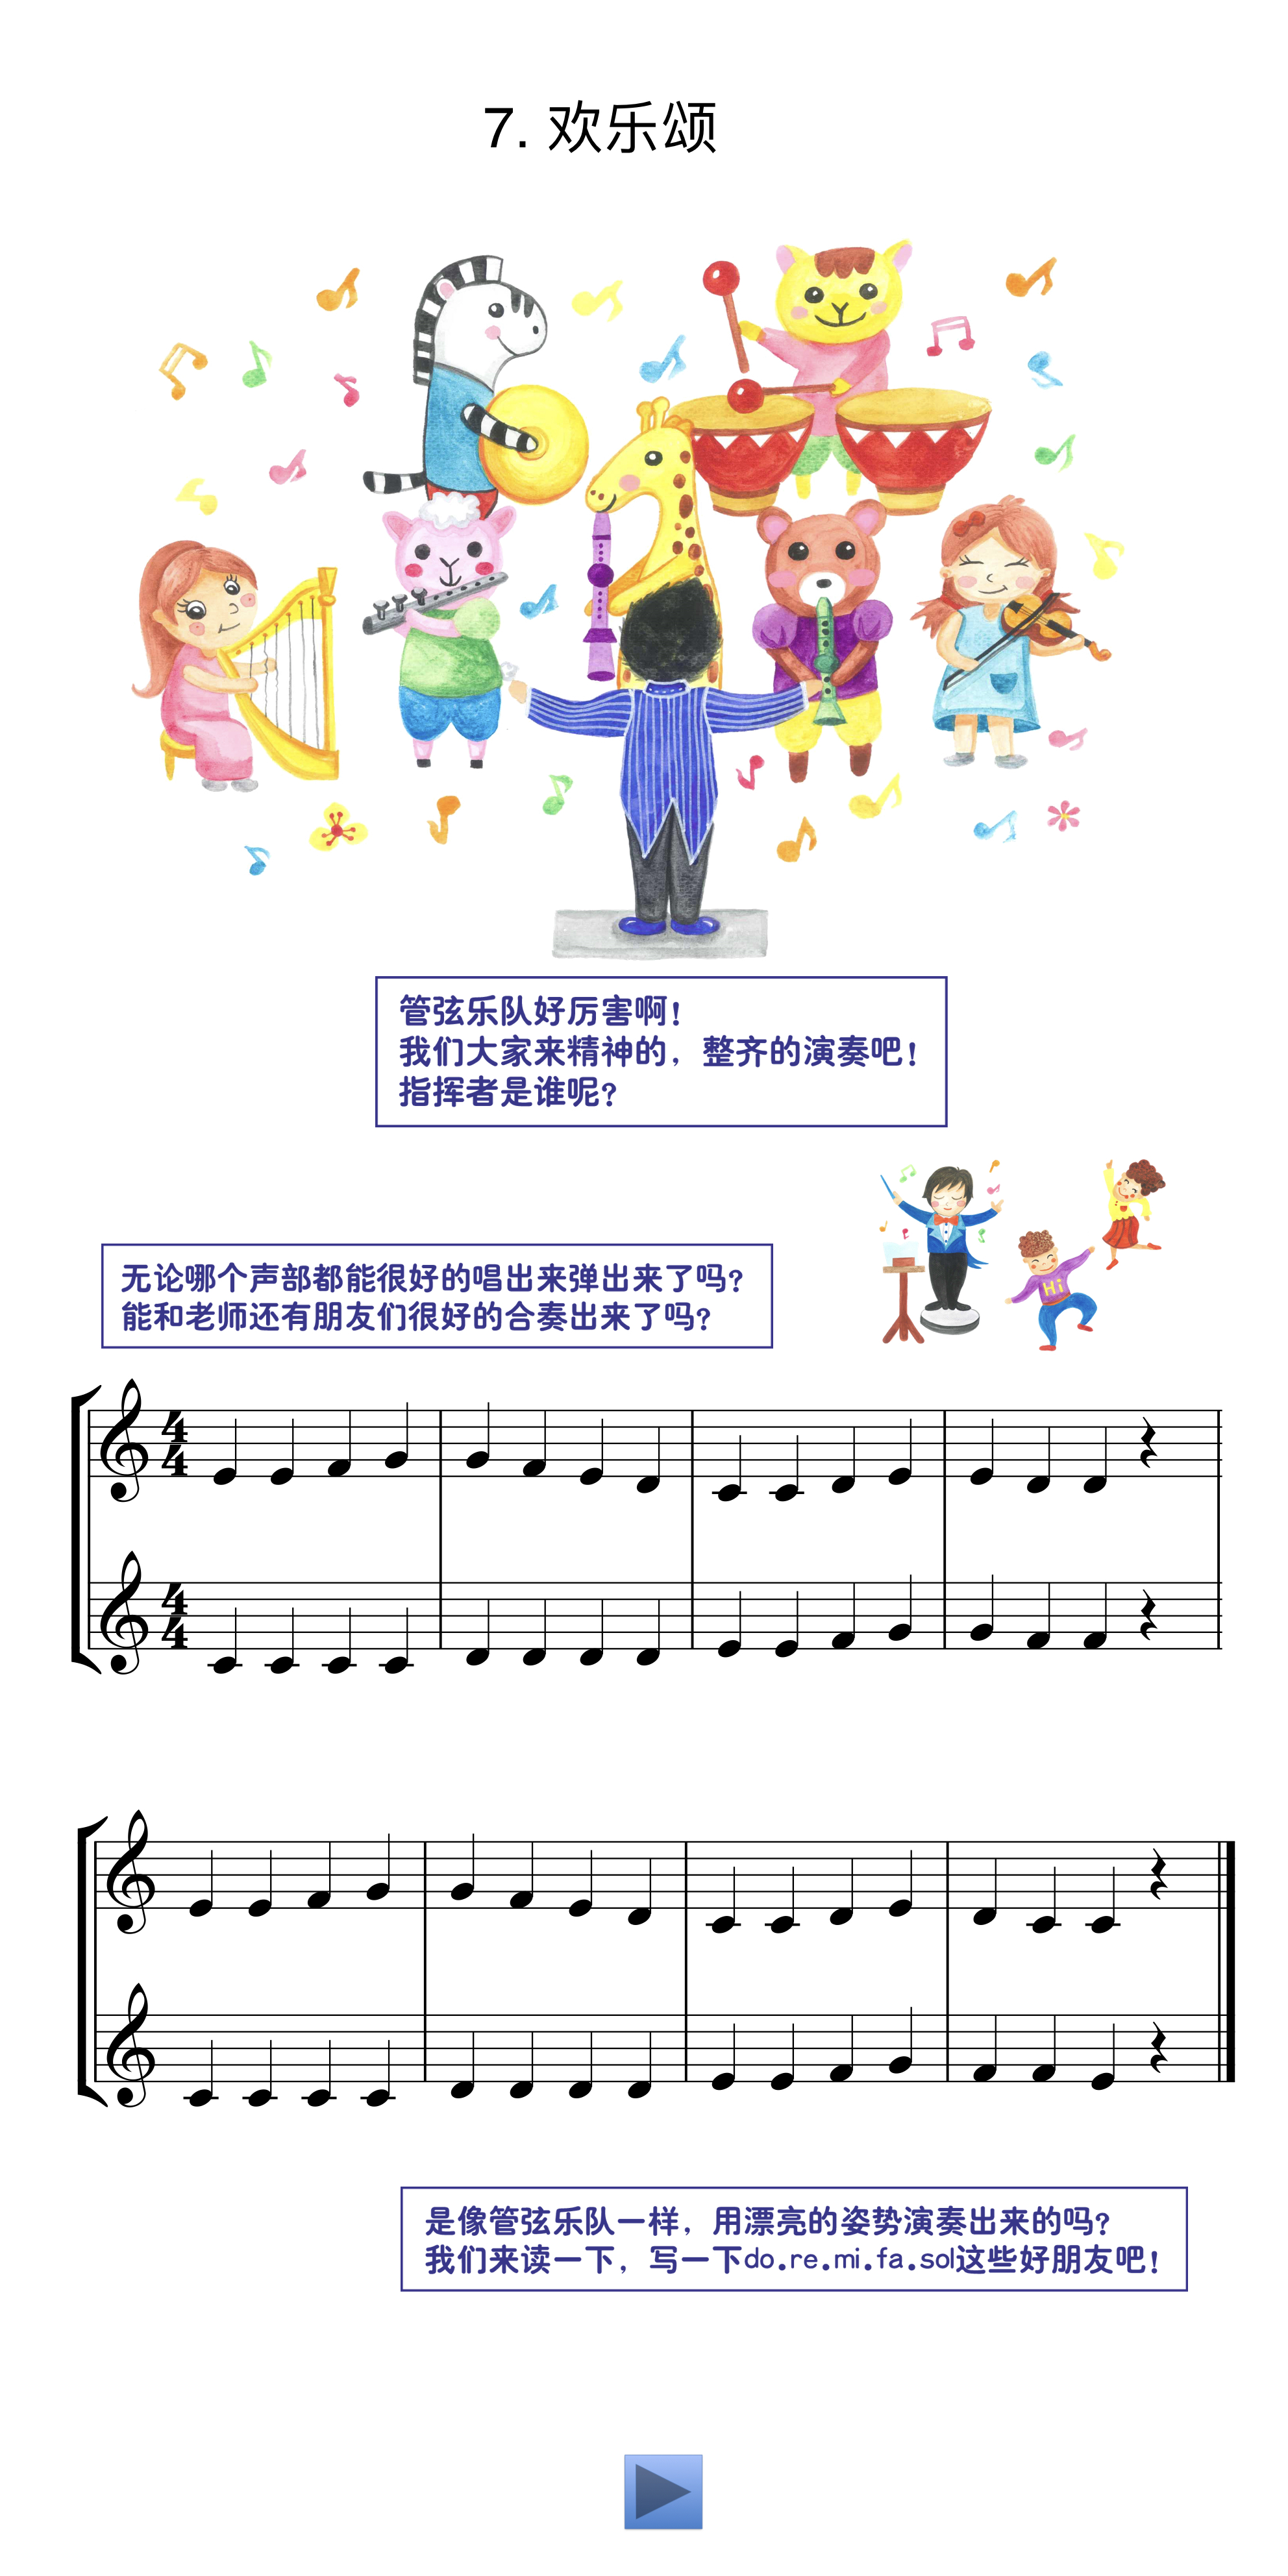 7. 欢乐颂
管弦乐队好厉害啊!
我们大家来精神的，整齐的演奏吧!
指挥者是谁呢?
无论哪个声部都能很好的唱出来弹出来了吗?
能和老师还有朋友们很好的合奏出来了吗?
Hi
4
4
4
4
是像管弦乐队一样，用漂亮的姿势演奏出来的吗?
我们来读一下，写一下do.re.mi.fa.sol这些好朋友吧!